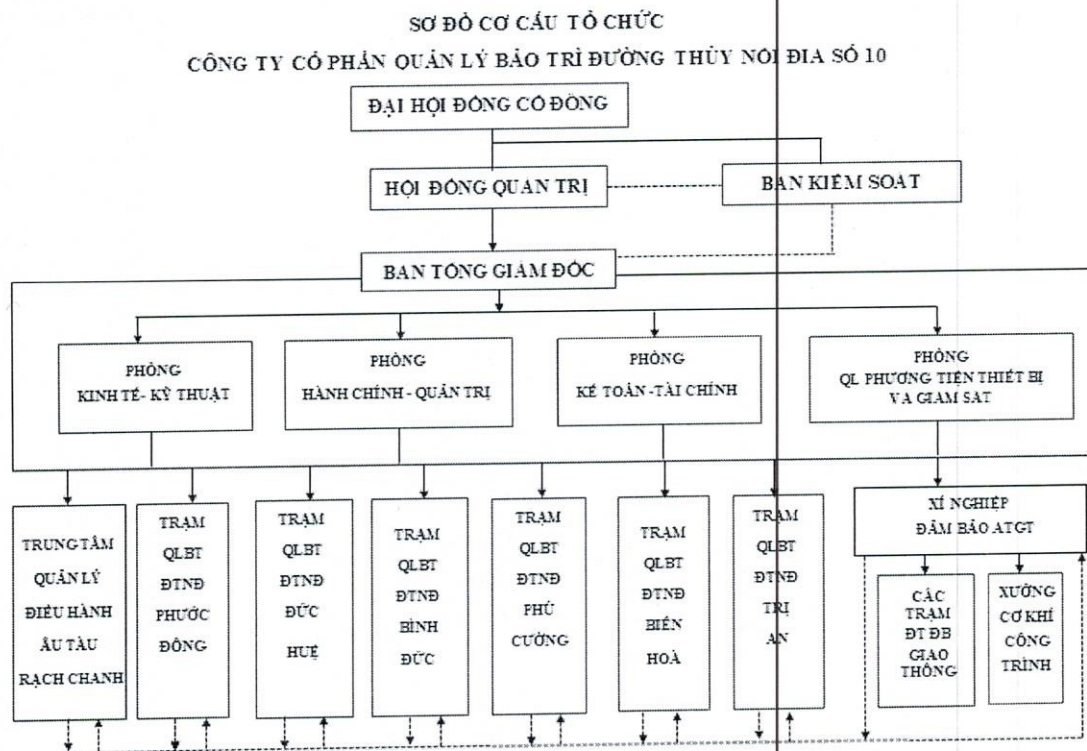 SƠ ĐỒ CƠ CẤU TỔ CHỨC
CÔNG TY CỔ PHẦN QUẢN LÝ BẢO TRÌ ĐƯỜNG THỦY NỘI ĐỊA SỐ 10
ĐẠI HỘI ĐỒNG CỔ ĐÔNG
HỘI ĐỒNG QUẢN TRỊ
BAN KIỂM SOÁT
BAN TỔNG GIÁM ĐỐC
PHÒNG
KINH TẾ- KỸ THUẬT
PHÒNG
HÀNH CHÍNH - QUẢN TRỊ
PHÒNG
KẾ TOÁN -TÀI CHÍNH
PHÒNG
QL PHƯƠNG TIỆN THIẾT BỊ
VÀ GIÁM SÁT
TRUNG TÂM
QUẢN LÝ
ĐIỀU HÀNH
ÂU TÀU
RẠCH CHANH
TRẠM
QLBT
ĐTNĐ
PHƯỚC
ĐÔNG
TRẠM
QLBT
ĐTNĐ
ĐỨC
HUỆ
TRẠM
QLBT
ĐTNĐ
BÌNH
ĐỨC
TRẠM
QLBT
ĐTNĐ
PHÚ
CƯỜNG
TRẠM
QLBT
ĐTNĐ
BIÊN
HOÀ
TRẠM
QLBT
ĐTNĐ
TRỊ
AN
XÍ NGHIỆP
ĐẢM BẢO ATGT
CÁC
TRẠM
ĐT ĐB
GIAO
THÔNG
XƯỞNG
CƠ KHÍ
CÔNG
TRÌNH